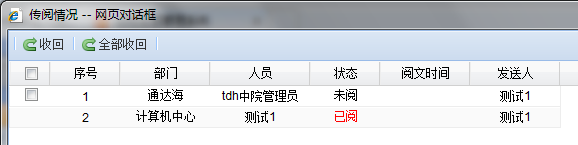 传阅情况 -- 网页对话框
收回 全部收回
序号 部门 人员 状态 阅文时间 发送人
1 通达海 tdh中院管理员 未阅 测试1
2 计算机中心 测试1 已阅 测试1